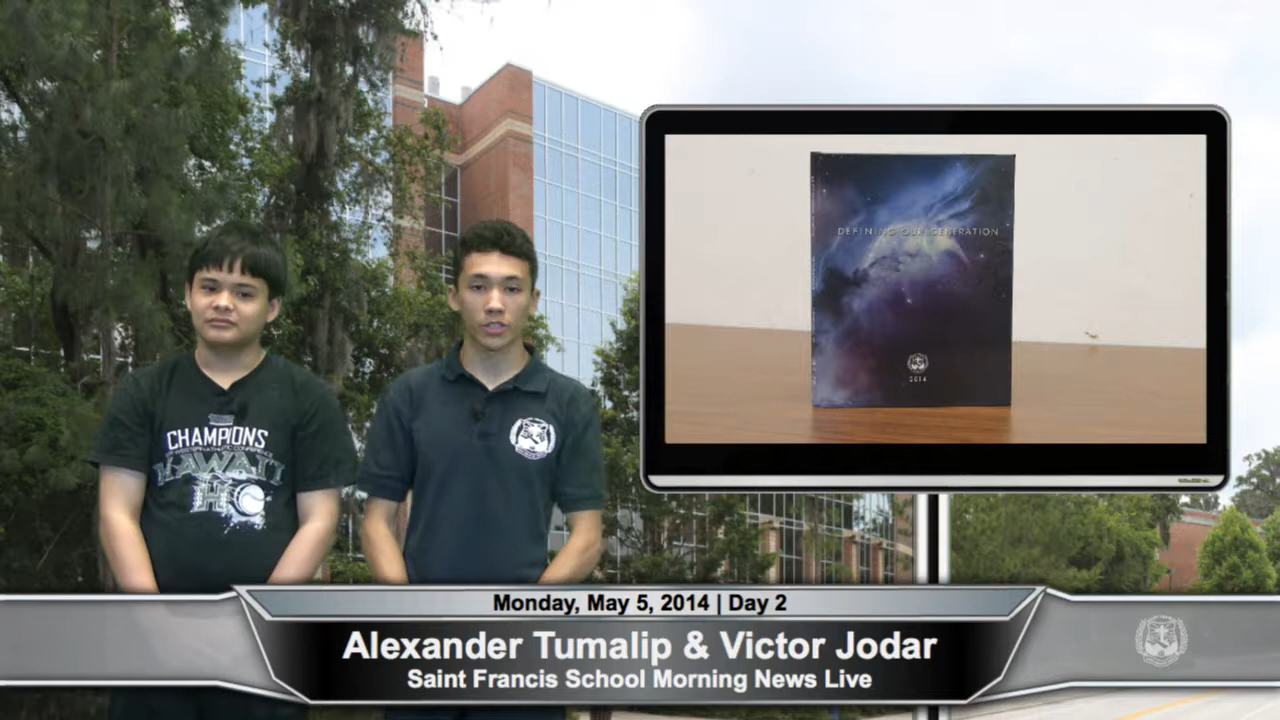 DEFINING OUR GENERATION
2014
CHAMPIONS
HAWAI'I
H
Monday, May 5, 2014 | Day 2
Alexander Tumalip & Victor Jodar
Saint Francis School Morning News Live